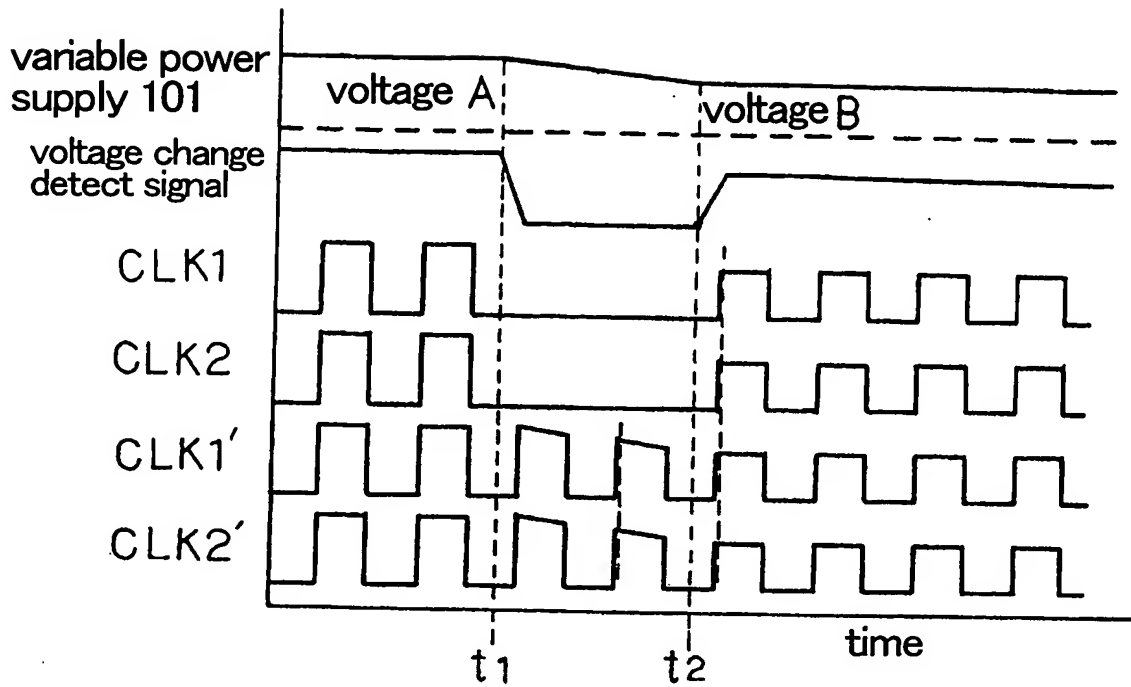 variable power
supply 101
voltage A
voltage B
voltage change
detect signal
CLK1
CLK2
CLK1′
CLK2′
time
t1
t2